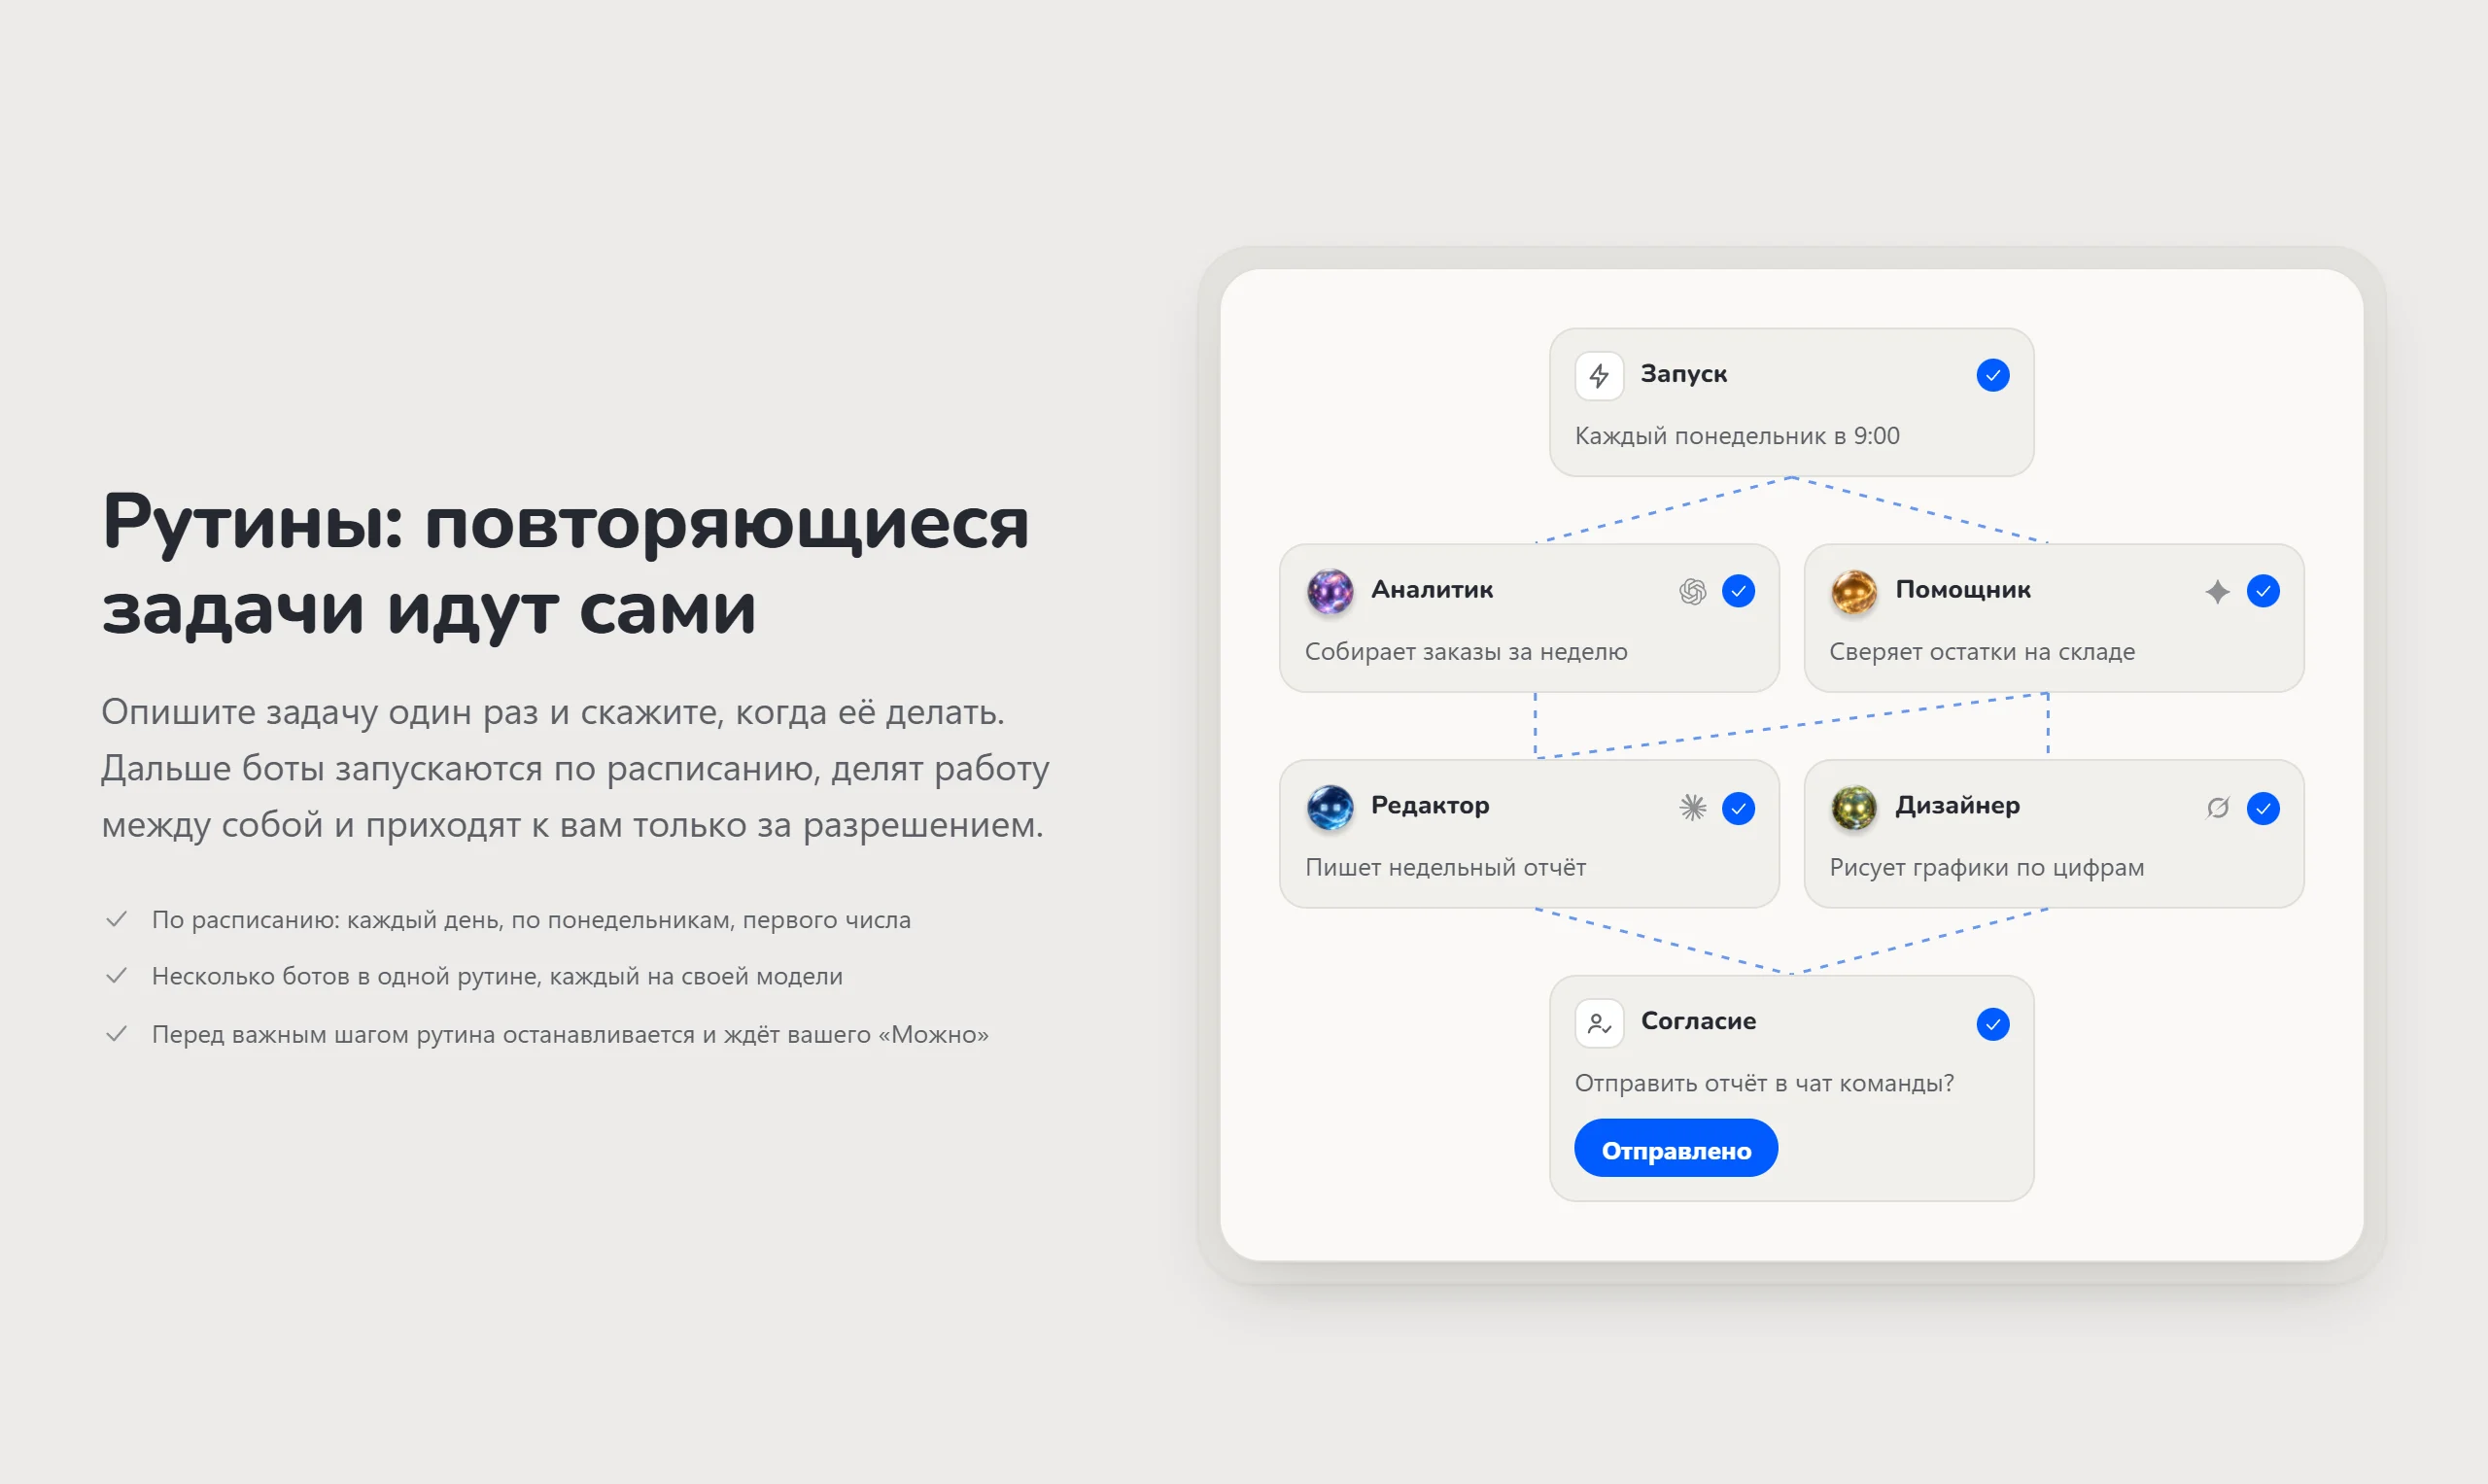 Рутины: повторяющиеся
задачи идут сами
Опишите задачу один раз и скажите, когда её делать.
Дальше боты запускаются по расписанию, делят работу
между собой и приходят к вам только за разрешением.
По расписанию: каждый день, по понедельникам, первого числа
Несколько ботов в одной рутине, каждый на своей модели
Перед важным шагом рутина останавливается и ждёт вашего «Можно»
Запуск
Каждый понедельник в 9:00
Аналитик
Собирает заказы за неделю
Помощник
Сверяет остатки на складе
Редактор
Пишет недельный отчёт
Дизайнер
Рисует графики по цифрам
Согласие
Отправить отчёт в чат команды?
Отправлено